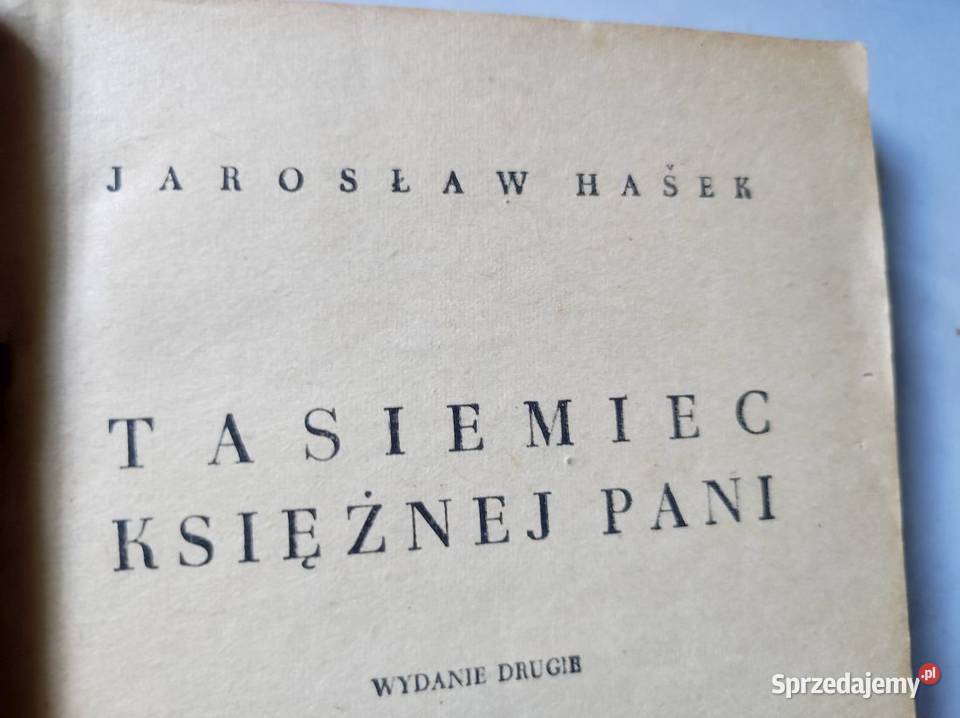 JAROSŁAW HAŠEK
TASIEMIEC
KSIĘŻNEJ PANI
WYDANIE DRUGIE
Sprzedajemy.pl